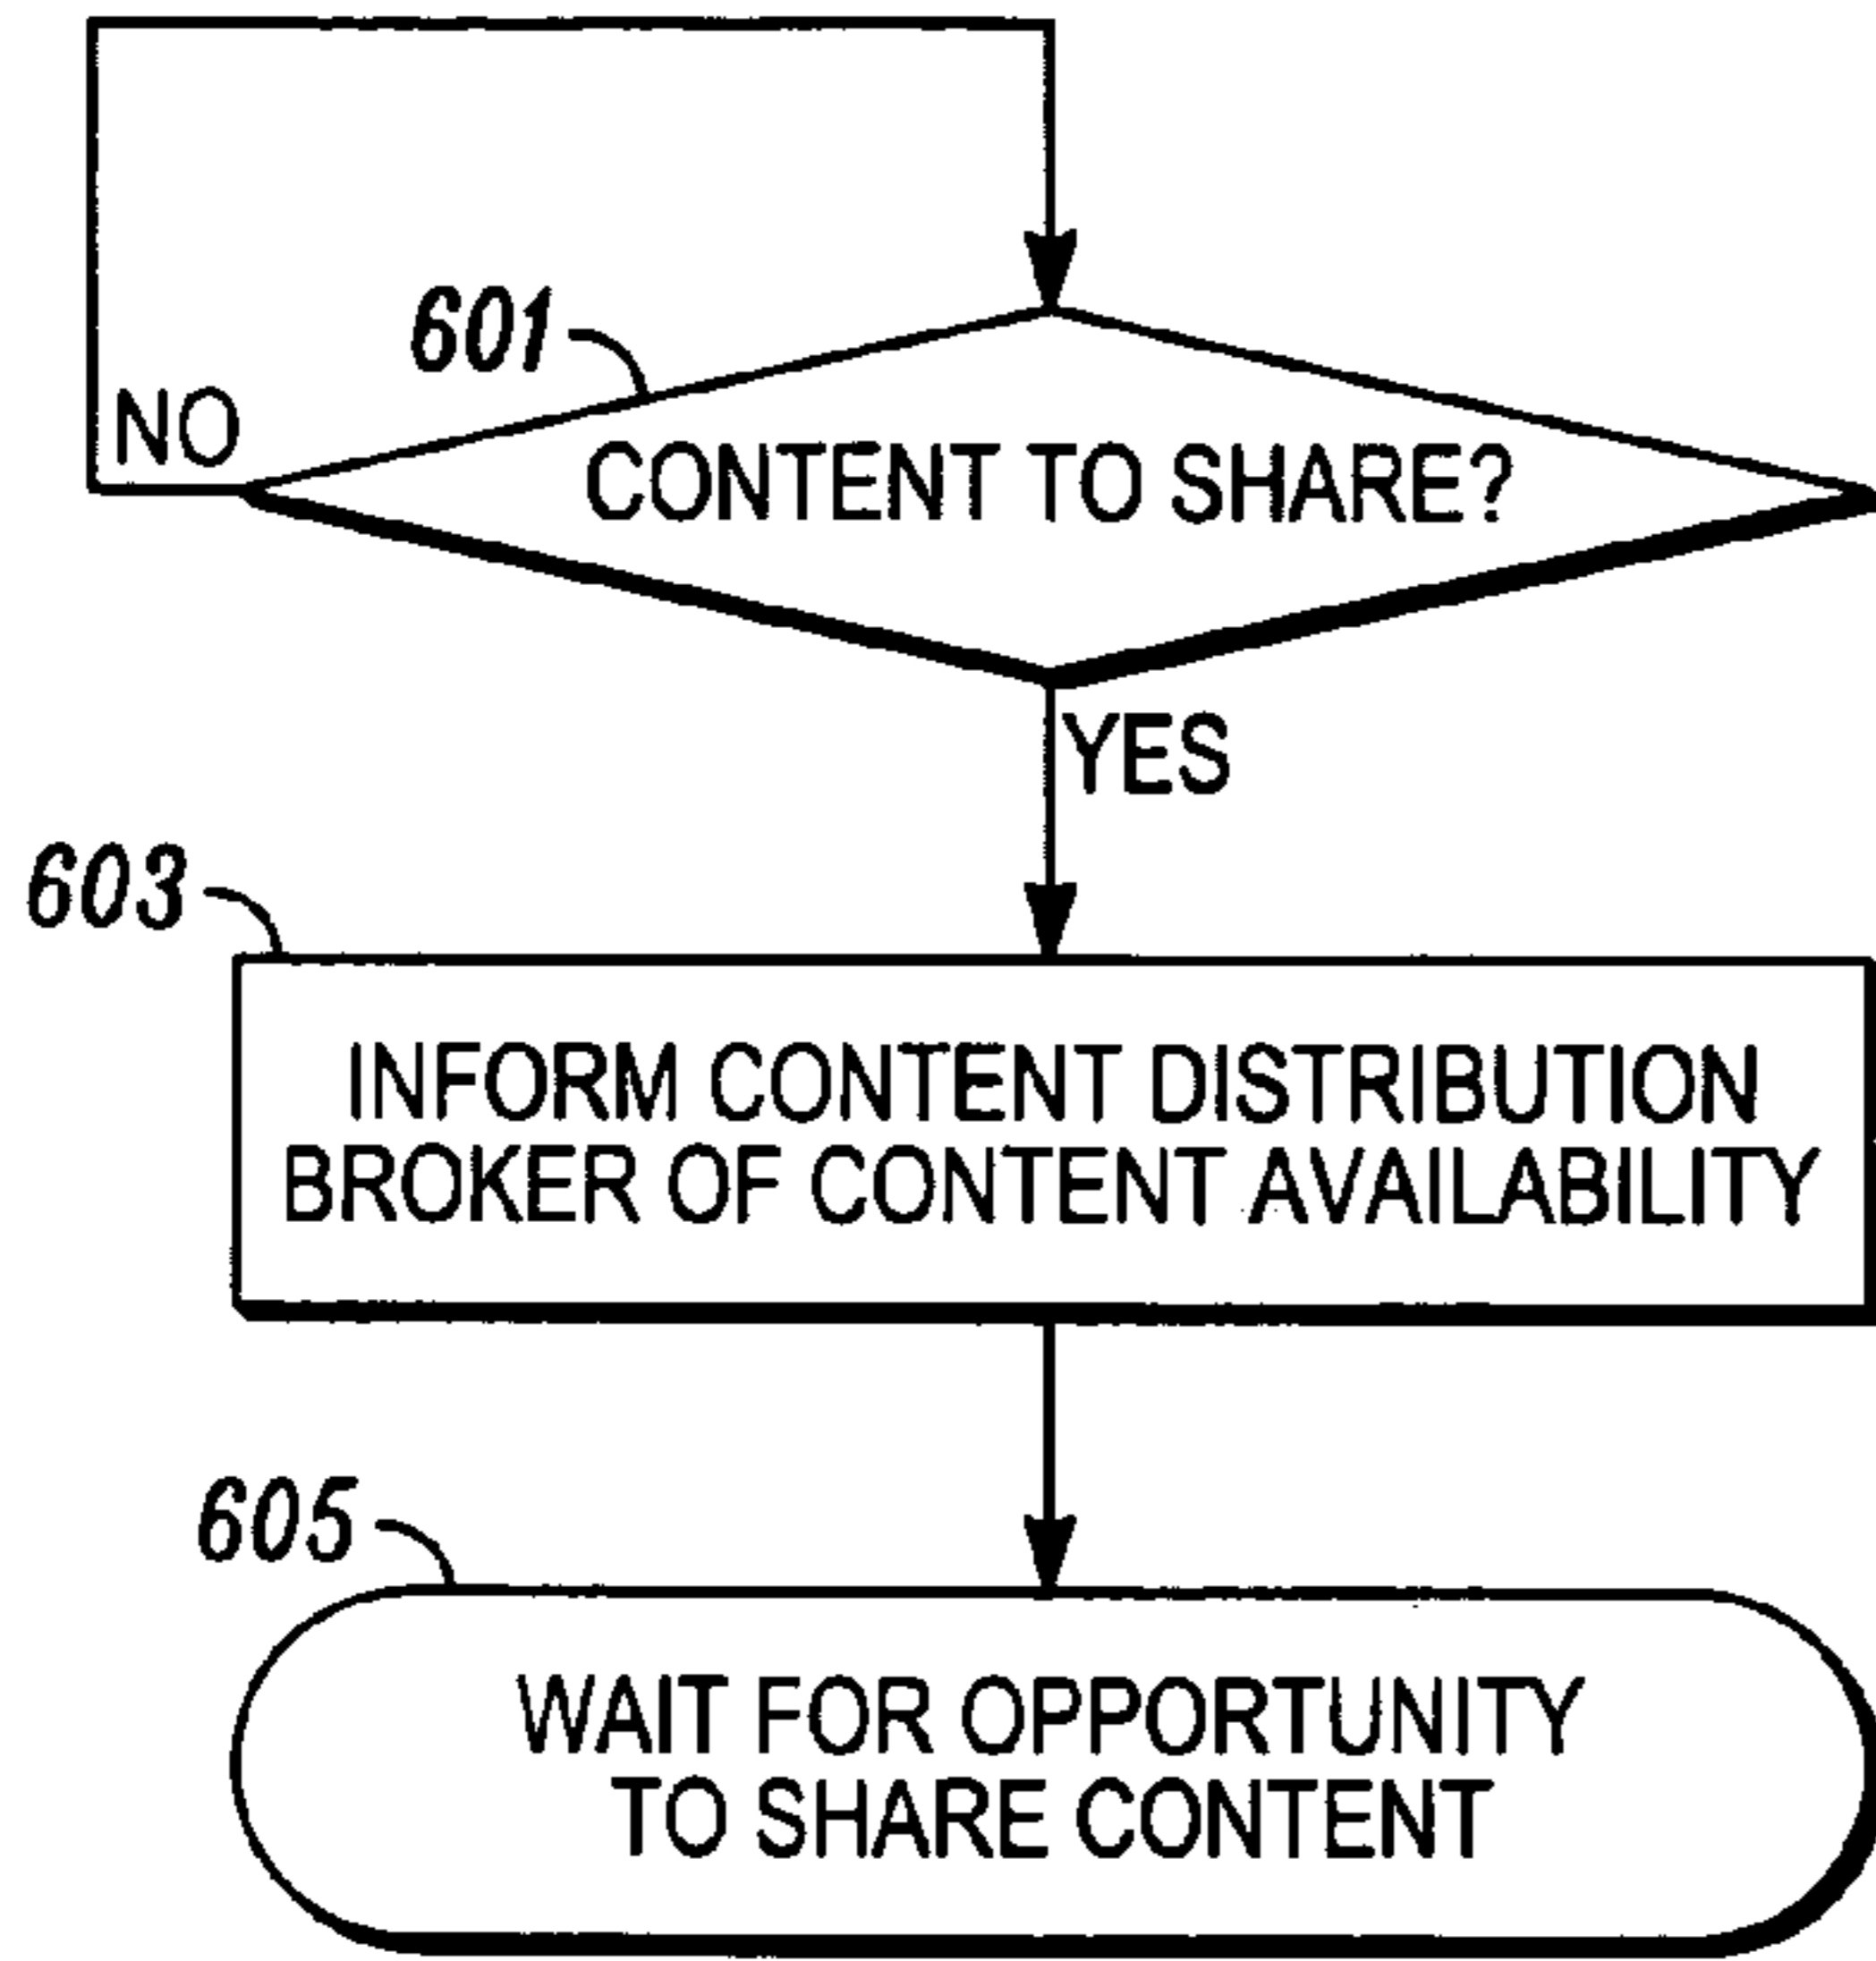 601
NO
CONTENT TO SHARE?
YES
603
INFORM CONTENT DISTRIBUTION
BROKER OF CONTENT AVAILABILITY
605
WAIT FOR OPPORTUNITY
TO SHARE CONTENT